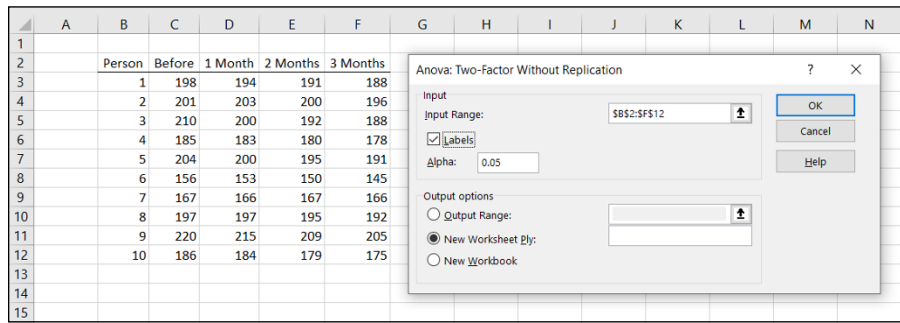 A B C D E F G H I J K L M N
1
2 Person Before 1 Month 2 Months 3 Months
3 1 198 194 191 188
4 2 201 203 200 196
5 3 210 200 192 188
6 4 185 183 180 178
7 5 204 200 195 191
8 6 156 153 150 145
9 7 167 166 167 166
10 8 197 197 195 192
11 9 220 215 209 205
12 10 186 184 179 175
13
14
15
Anova: Two-Factor Without Replication ? ×
Input
Input Range: $B$2:$F$12 OK
Labels Cancel
Alpha: 0.05 Help
Output options
Output Range:
New Worksheet Ply:
New Workbook